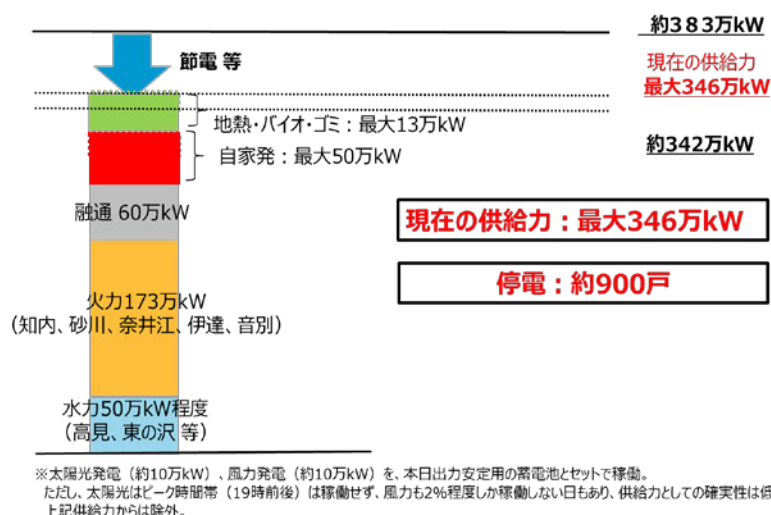 約383万kW
節電 等
現在の供給力
最大346万kW
地熱・バイオ・ゴミ：最大13万kW
約342万kW
自家発：最大50万kW
融通 60万kW
現在の供給力：最大346万kW
停電：約900戸
火力173万kW
（知内、砂川、奈井江、伊達、音別）
水力50万kW程度
（高見、東の沢 等）
※太陽光発電（約10万kW）、風力発電（約10万kW）を、本日出力安定用の蓄電池とセットで稼働。
ただし、太陽光はピーク時間帯（19時前後）は稼働せず、風力も2%程度しか稼働しない日もあり、供給力としての確実性は低
上記供給力からは除外。